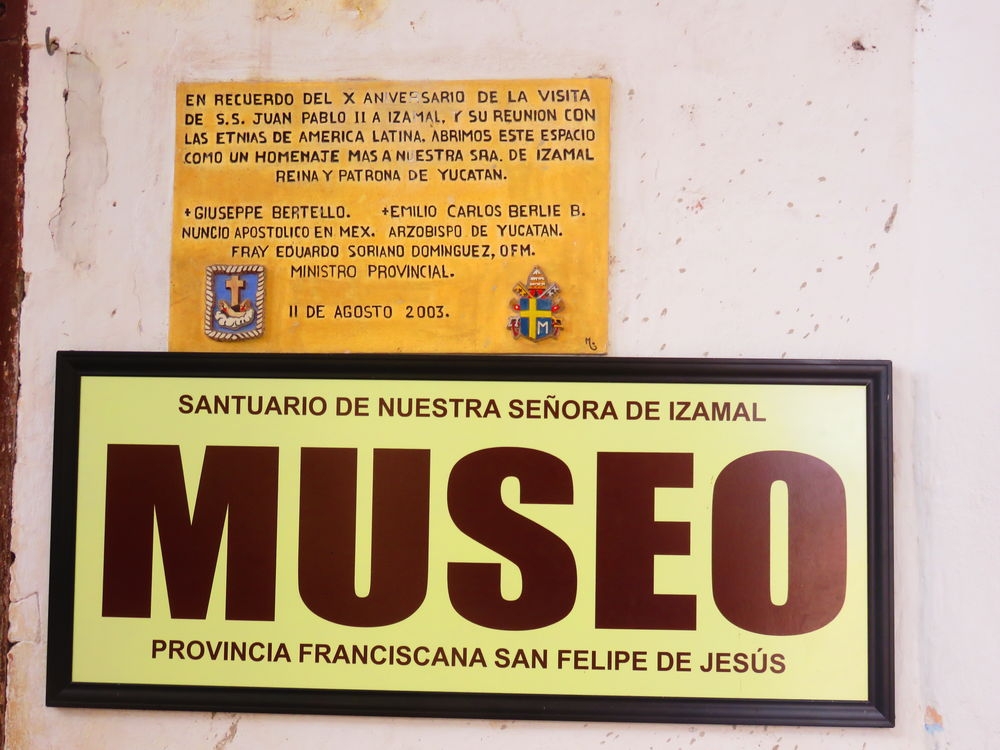 EN RECUERDO DEL X ANIVERSARIO DE LA VISITA
DE S.S. JUAN PABLO II A IZAMAL, Y SU REUNION CON
LAS ETNIAS DE AMERICA LATINA, ABRIMOS ESTE ESPACIO
COMO UN HOMENAJE MAS A NUESTRA SRA. DE IZAMAL
REINA Y PATRONA DE YUCATAN.
+GIUSEPPE BERTELLO. +EMILIO CARLOS BERLIE B.
NUNCIO APOSTOLICO EN MEX. ARZOBISPO DE YUCATAN.
FRAY EDUARDO SORIANO DOMINGUEZ, OFM.
MINISTRO PROVINCIAL.
11 DE AGOSTO 2003.
M
SANTUARIO DE NUESTRA SEÑORA DE IZAMAL
MUSEO
PROVINCIA FRANCISCANA SAN FELIPE DE JESÚS